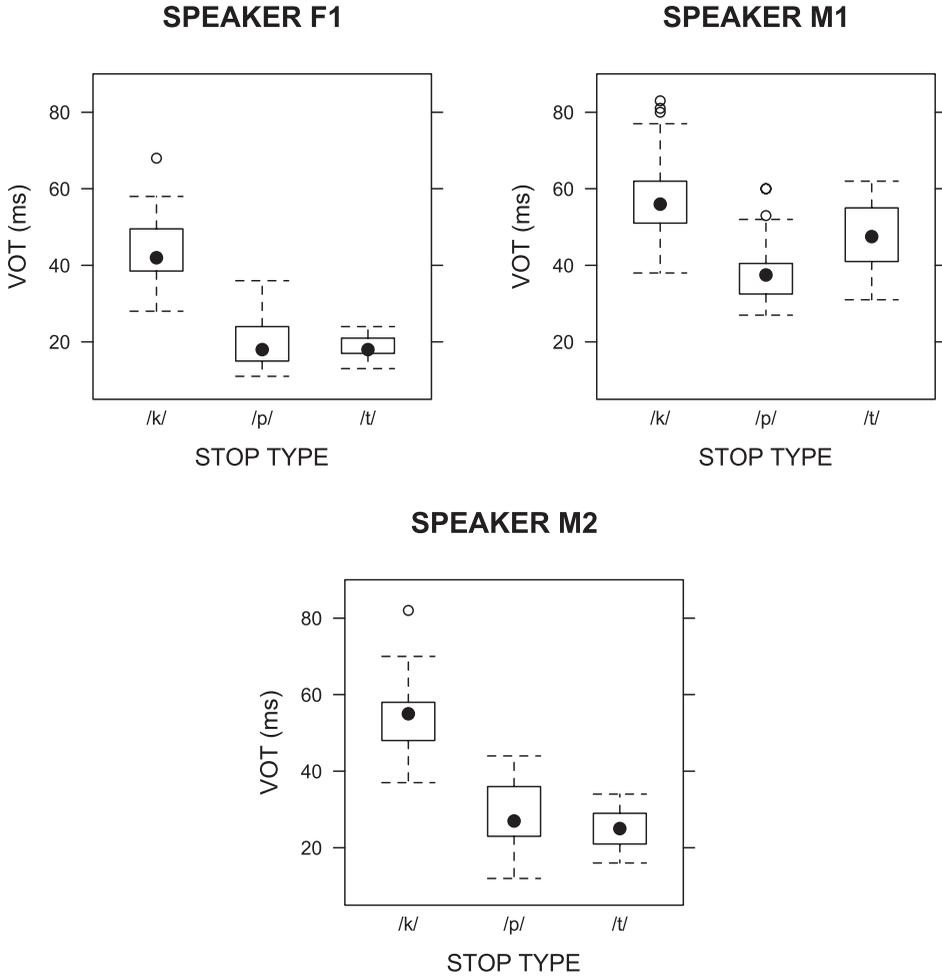 SPEAKER F1
80
60
40
20
VOT (ms)
/k/ /p/ /t/
STOP TYPE
SPEAKER M1
80
60
40
20
VOT (ms)
/k/ /p/ /t/
STOP TYPE
SPEAKER M2
80
60
40
20
VOT (ms)
/k/ /p/ /t/
STOP TYPE